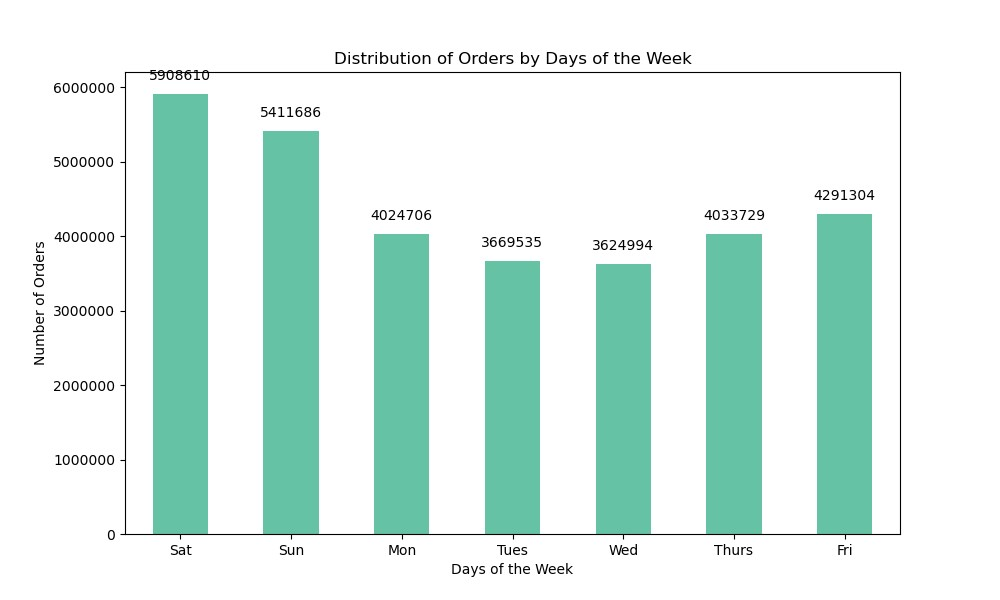 Distribution of Orders by Days of the Week
Number of Orders
6000000
5000000
4000000
3000000
2000000
1000000
0
5908610
5411686
4024706
3669535
3624994
4033729
4291304
Sat
Sun
Mon
Tues
Wed
Thurs
Fri
Days of the Week